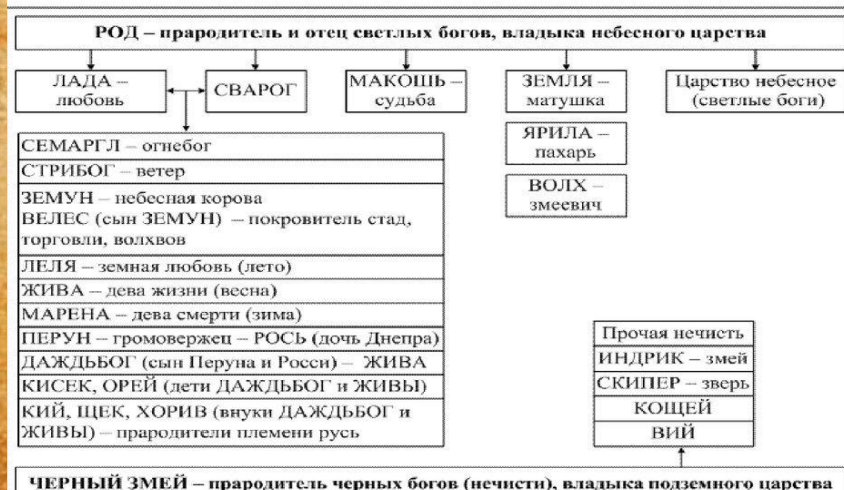 РОД – прародитель и отец светлых богов, владыка небесного царства
ЛАДА –
любовь
СВАРОГ
МАКОШЬ –
судьба
ЗЕМЛЯ –
матушка
Царство небесное
(светлые боги)
ЯРИЛА –
пахарь
ВОЛХ –
змеевич
СЕМАРГЛ – огнебог
СТРИБОГ – ветер
ЗЕМУН – небесная корова
ВЕЛЕС (сын ЗЕМУН) – покровитель стад,
торговли, волхвов
ЛЕЛЯ – земная любовь (лето)
ЖИВА – дева жизни (весна)
МАРЕНА – дева смерти (зима)
ПЕРУН – громовержец – РОСЬ (дочь Днепра)
ДАЖДЬБОГ (сын Перуна и Росси) – ЖИВА
КИСЕК, ОРЕЙ (дети ДАЖДЬБОГ и ЖИВЫ)
КИЙ, ЩЕК, ХОРИВ (внуки ДАЖДЬБОГ и
ЖИВЫ) – прародители племени русь
Прочая нечисть
ИНДРИК – змей
СКИПЕР – зверь
КОЩЕЙ
ВИЙ
ЧЕРНЫЙ ЗМЕЙ – прародитель черных богов (нечисти), владыка подземного царства